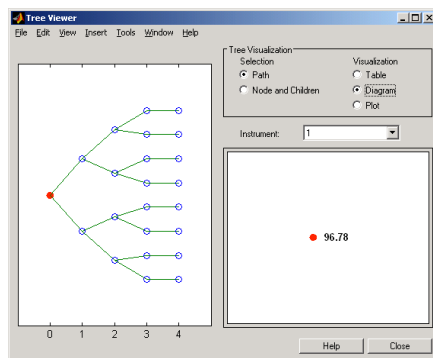 Tree Viewer
File Edit View Insert Tools Window Help
Tree Visualization
Selection Visualization
Path Table
Node and Children Diagram
Plot
Instrument: 1
96.78
0 1 2 3 4
Help Close